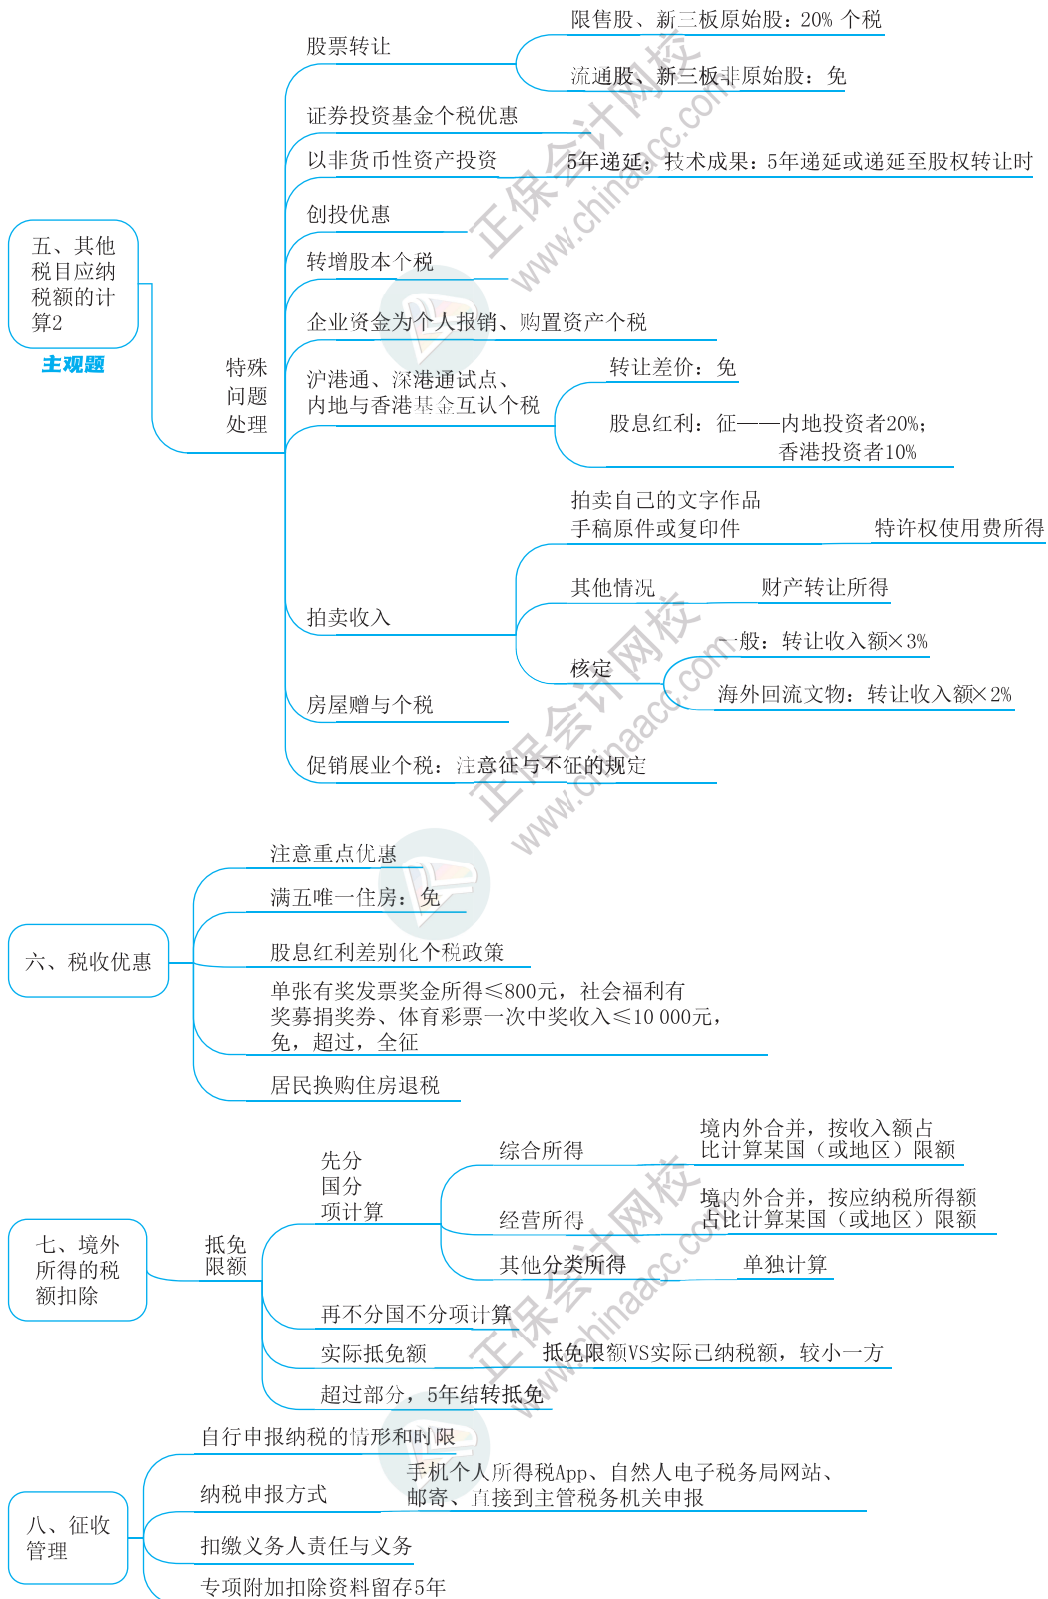 五、其他
税目应纳
税额的计
算2
主观题
特殊
问题
处理
股票转让
限售股、新三板原始股：20% 个税
流通股、新三板非原始股：免
证券投资基金个税优惠
以非货币性资产投资
5年递延；技术成果：5年递延或递延至股权转让时
创投优惠
转增股本个税
企业资金为个人报销、购置资产个税
沪港通、深港通试点、
内地与香港基金互认个税
转让差价：免
股息红利：征——内地投资者20%；
香港投资者10%
拍卖收入
拍卖自己的文字作品
手稿原件或复印件
特许权使用费所得
其他情况
财产转让所得
核定
一般：转让收入额×3%
海外回流文物：转让收入额×2%
房屋赠与个税
促销展业个税：注意征与不征的规定
六、税收优惠
注意重点优惠
满五唯一住房：免
股息红利差别化个税政策
单张有奖发票奖金所得≤800元，社会福利有
奖募捐奖券、体育彩票一次中奖收入≤10 000元，
免，超过，全征
居民换购住房退税
七、境外
所得的税
额扣除
抵免
限额
先分
国分
项计算
综合所得
境内外合并，按收入额占
比计算某国（或地区）限额
经营所得
境内外合并，按应纳税所得额
占比计算某国（或地区）限额
其他分类所得
单独计算
再不分国不分项计算
实际抵免额
抵免限额VS实际已纳税额，较小一方
超过部分，5年结转抵免
八、征收
管理
自行申报纳税的情形和时限
纳税申报方式
手机个人所得税App、自然人电子税务局网站、
邮寄、直接到主管税务机关申报
扣缴义务人责任与义务
专项附加扣除资料留存5年
正保会计网校
www.chinaacc.com
正保会计网校
www.chinaacc.com
正保会计网校
www.chinaacc.com